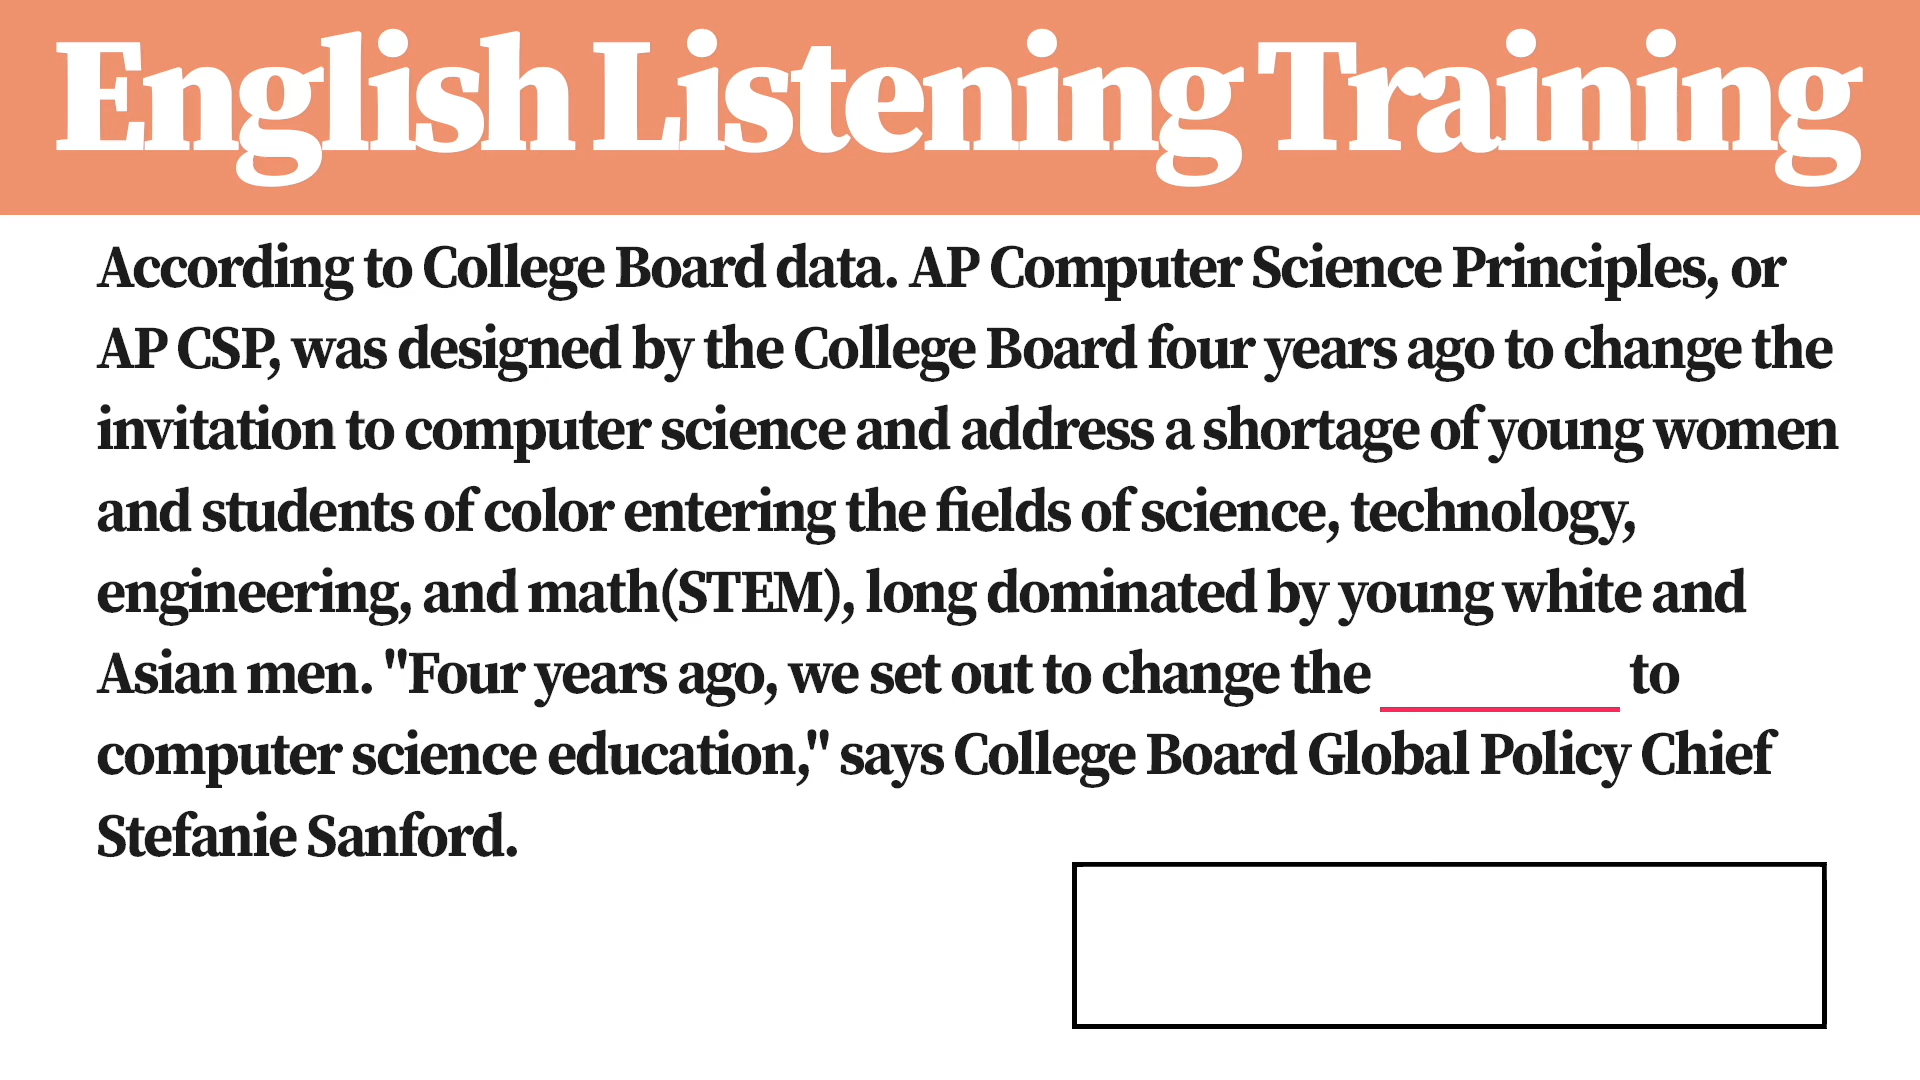 English Listening Training
According to College Board data. AP Computer Science Principles, or
AP CSP, was designed by the College Board four years ago to change the
invitation to computer science and address a shortage of young women
and students of color entering the fields of science, technology,
engineering, and math(STEM), long dominated by young white and
Asian men. "Four years ago, we set out to change the ________ to
computer science education," says College Board Global Policy Chief
Stefanie Sanford.